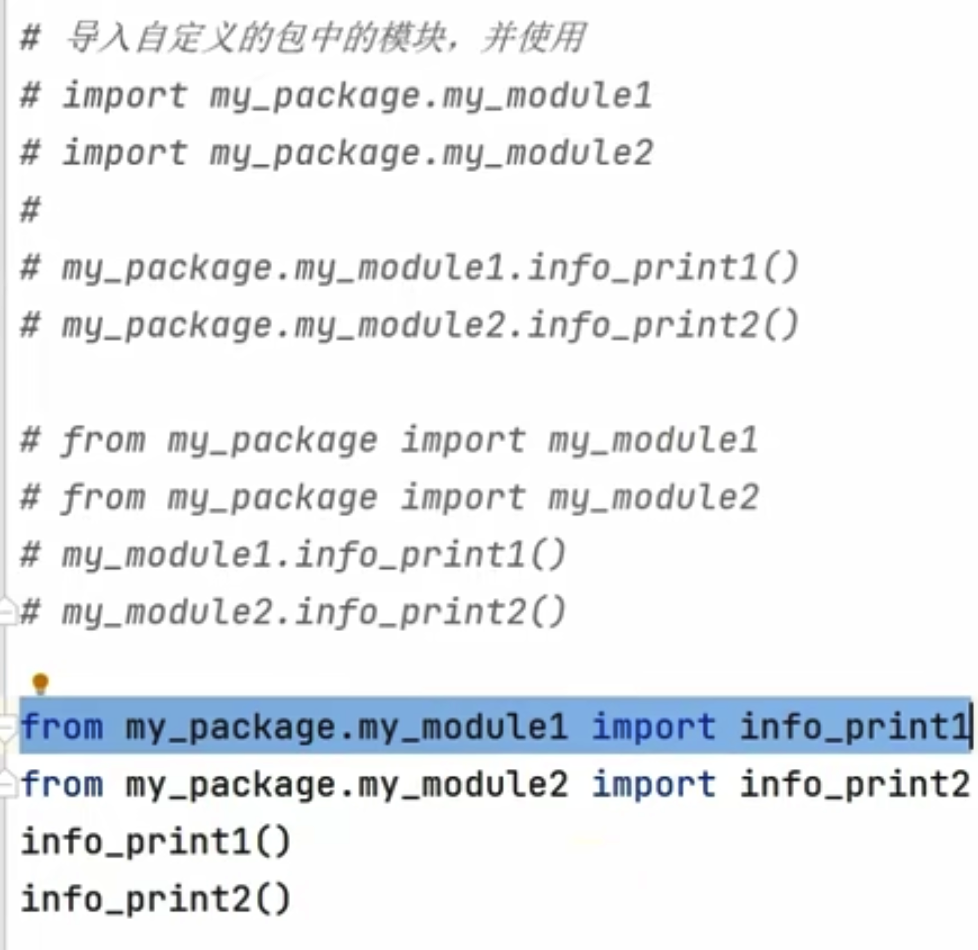 # 导入自定义的包中的模块，并使用
# import my_package.my_module1
# import my_package.my_module2
#
# my_package.my_module1.info_print1()
# my_package.my_module2.info_print2()
# from my_package import my_module1
# from my_package import my_module2
# my_module1.info_print1()
# my_module2.info_print2()
from my_package.my_module1 import info_print1
from my_package.my_module2 import info_print2
info_print1()
info_print2()